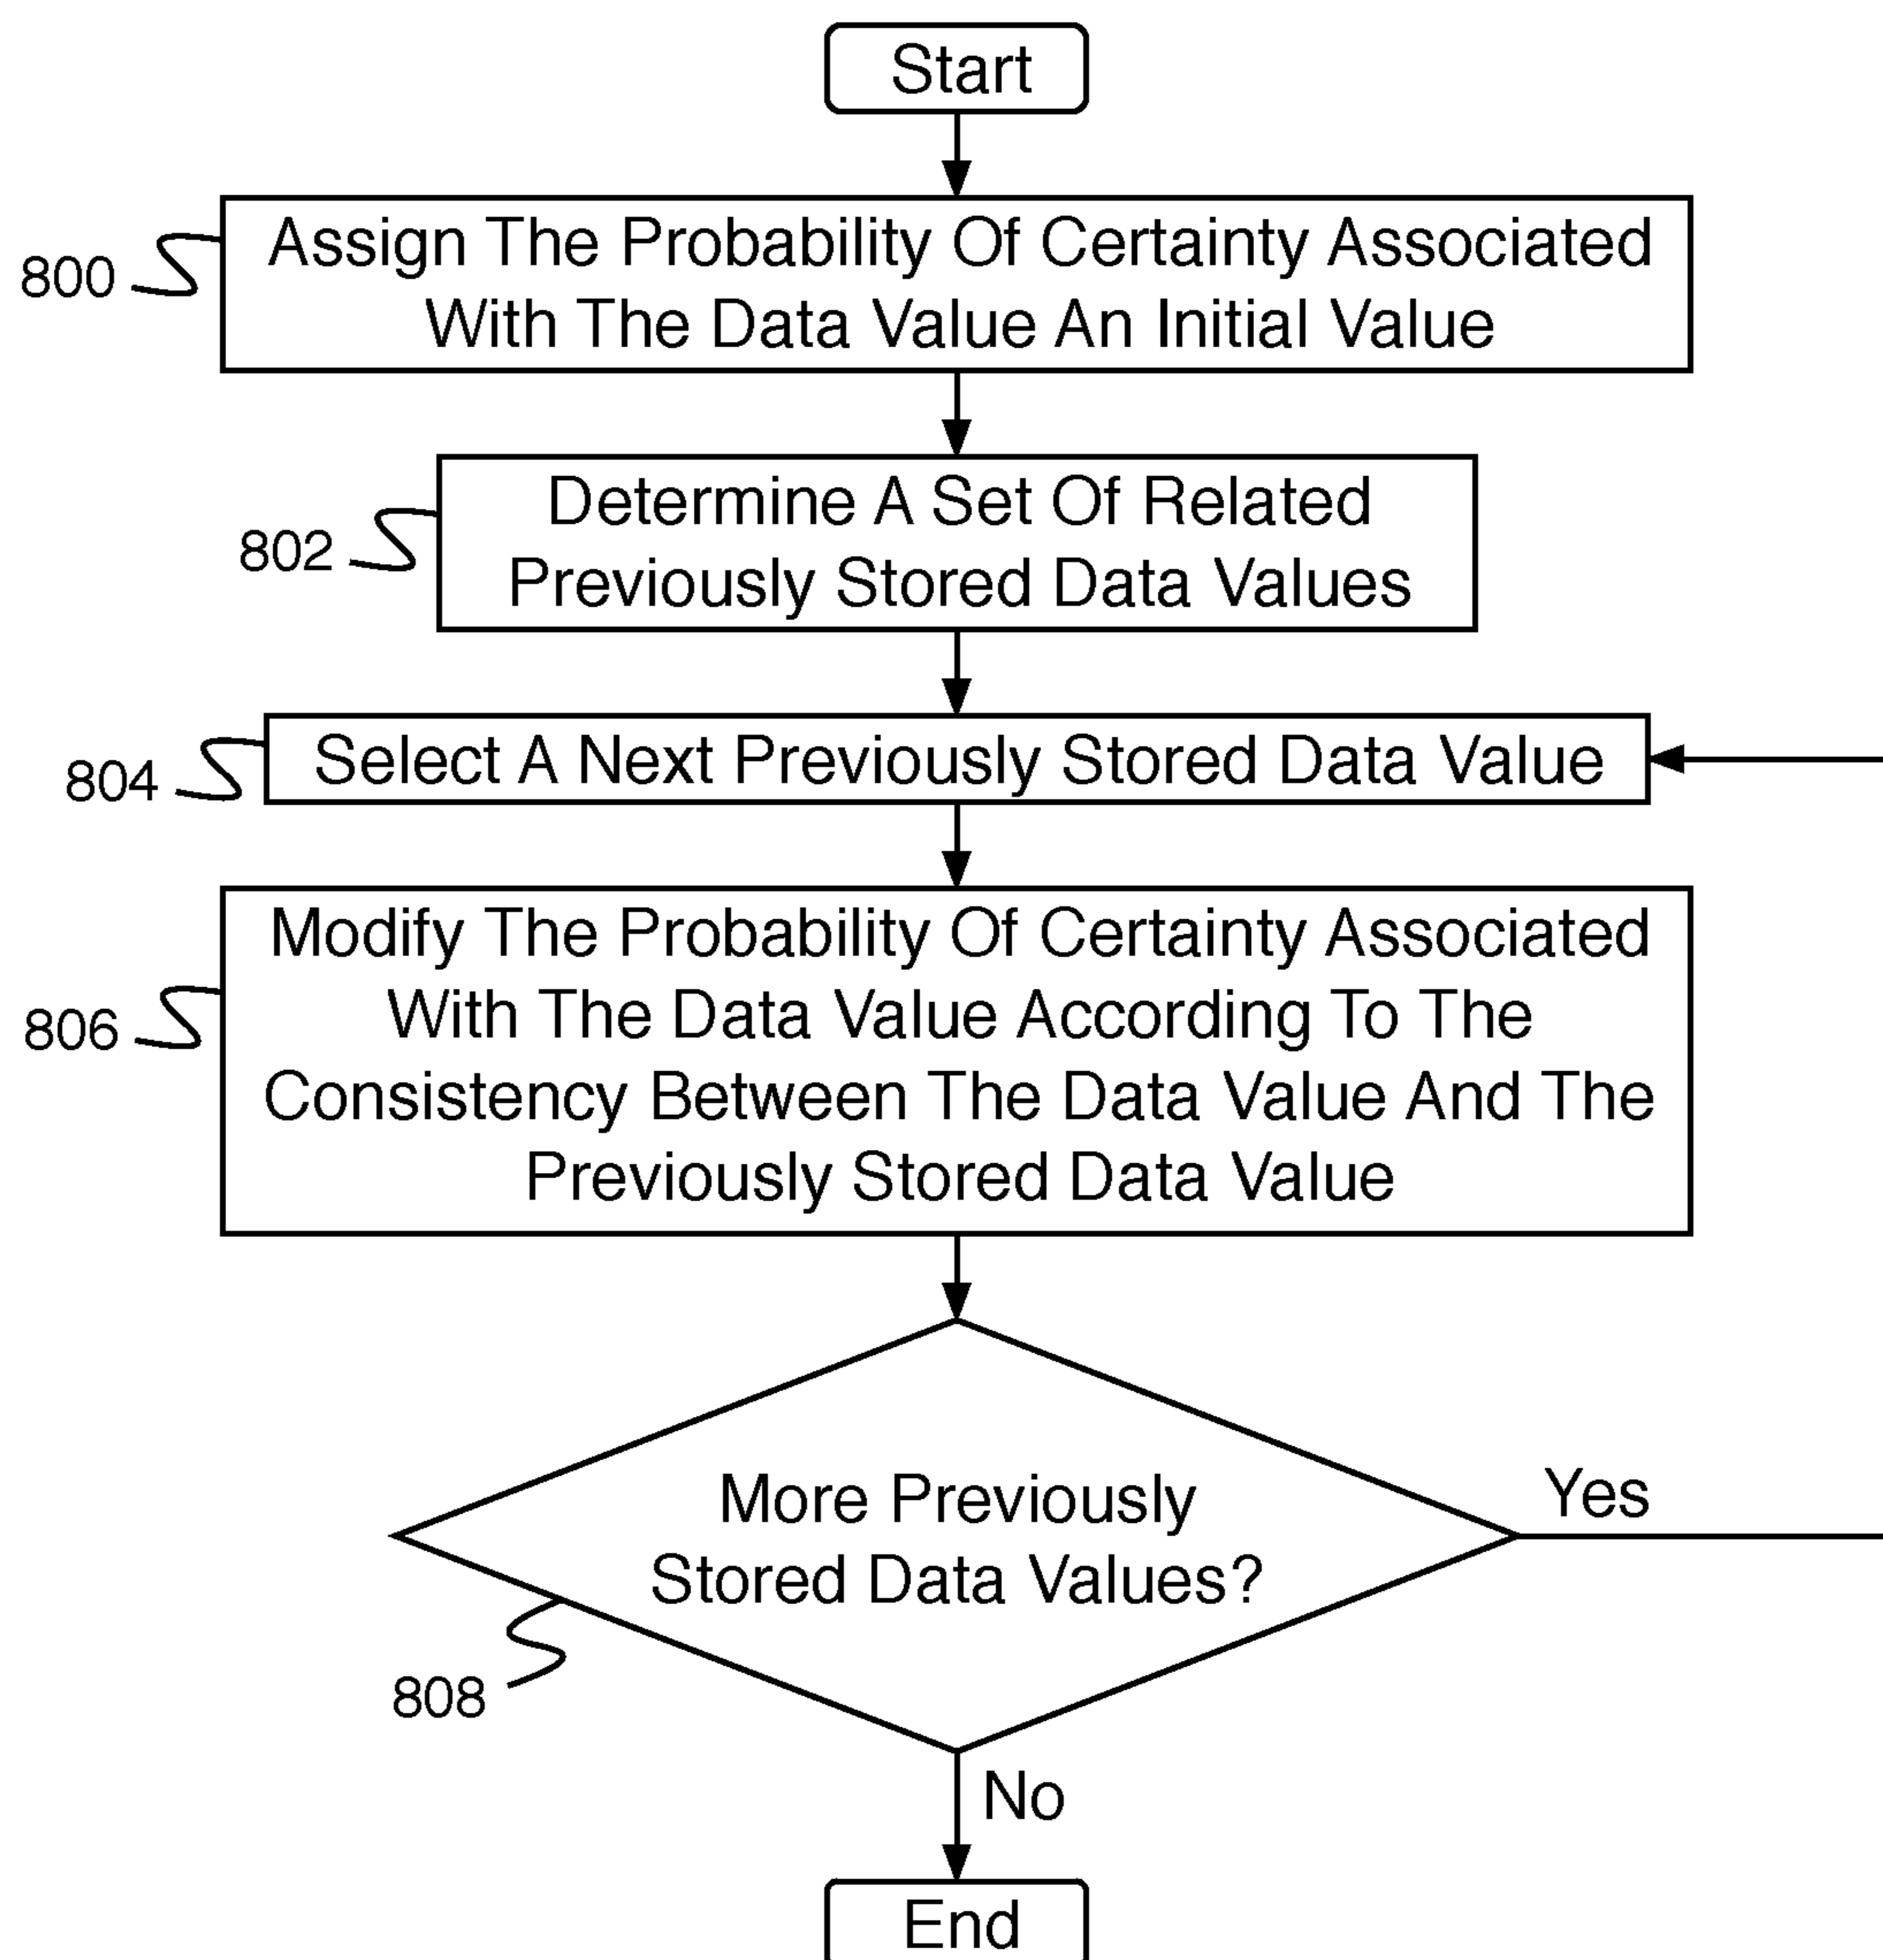 Start
800
Assign The Probability Of Certainty Associated
With The Data Value An Initial Value
802
Determine A Set Of Related
Previously Stored Data Values
804
Select A Next Previously Stored Data Value
806
Modify The Probability Of Certainty Associated
With The Data Value According To The
Consistency Between The Data Value And The
Previously Stored Data Value
More Previously
Stored Data Values?
Yes
808
No
End